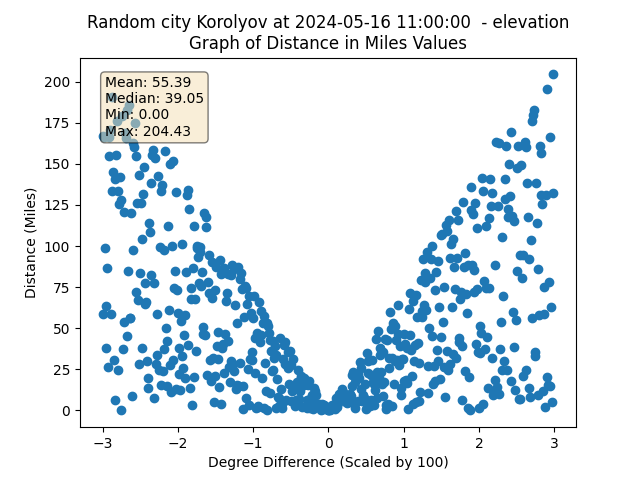 Random city Korolyov at 2024-05-16 11:00:00  - elevation
Graph of Distance in Miles Values
Mean: 55.39
Median: 39.05
Min: 0.00
Max: 204.43
Distance (Miles)
200
175
150
125
100
75
50
25
0
−3 −2 −1 0 1 2 3
Degree Difference (Scaled by 100)